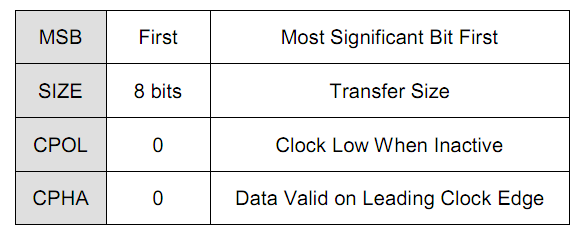 MSB First Most Significant Bit First
SIZE 8 bits Transfer Size
CPOL 0 Clock Low When Inactive
CPHA 0 Data Valid on Leading Clock Edge